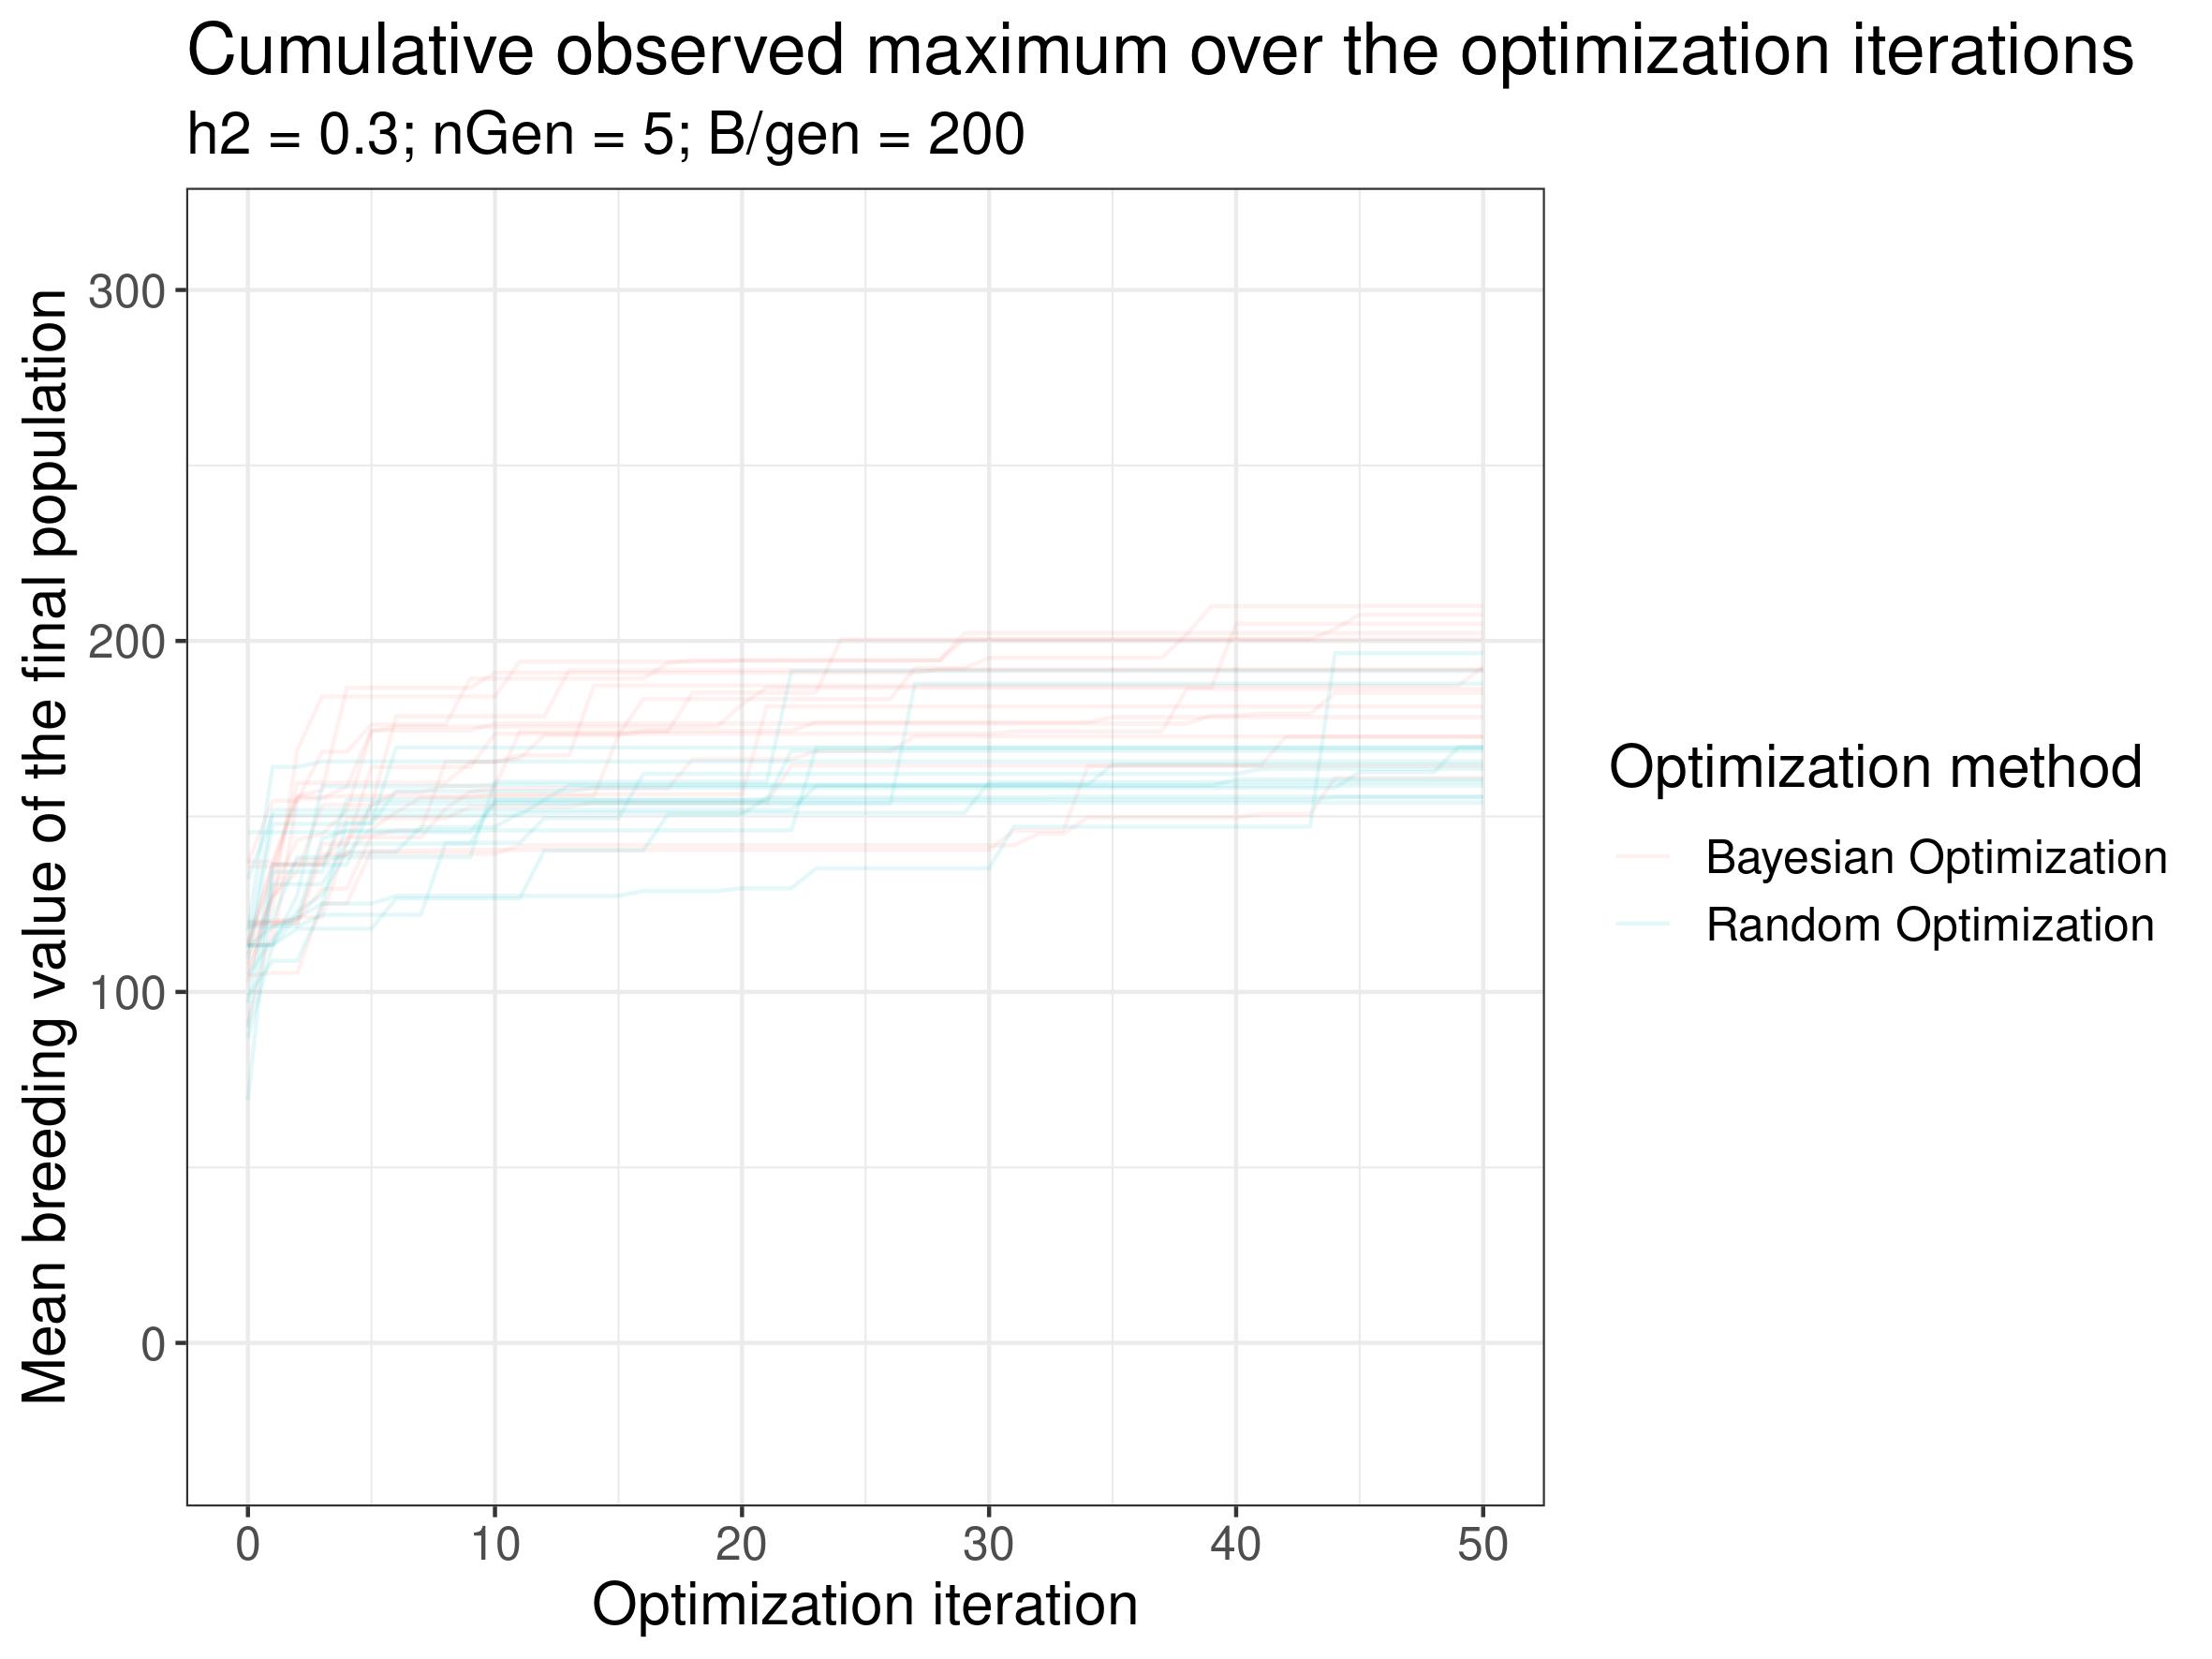 Cumulative observed maximum over the optimization iterations
h2 = 0.3; nGen = 5; B/gen = 200
Mean breeding value of the final population
300
200
100
0
0 10 20 30 40 50
Optimization iteration
Optimization method
Bayesian Optimization
Random Optimization